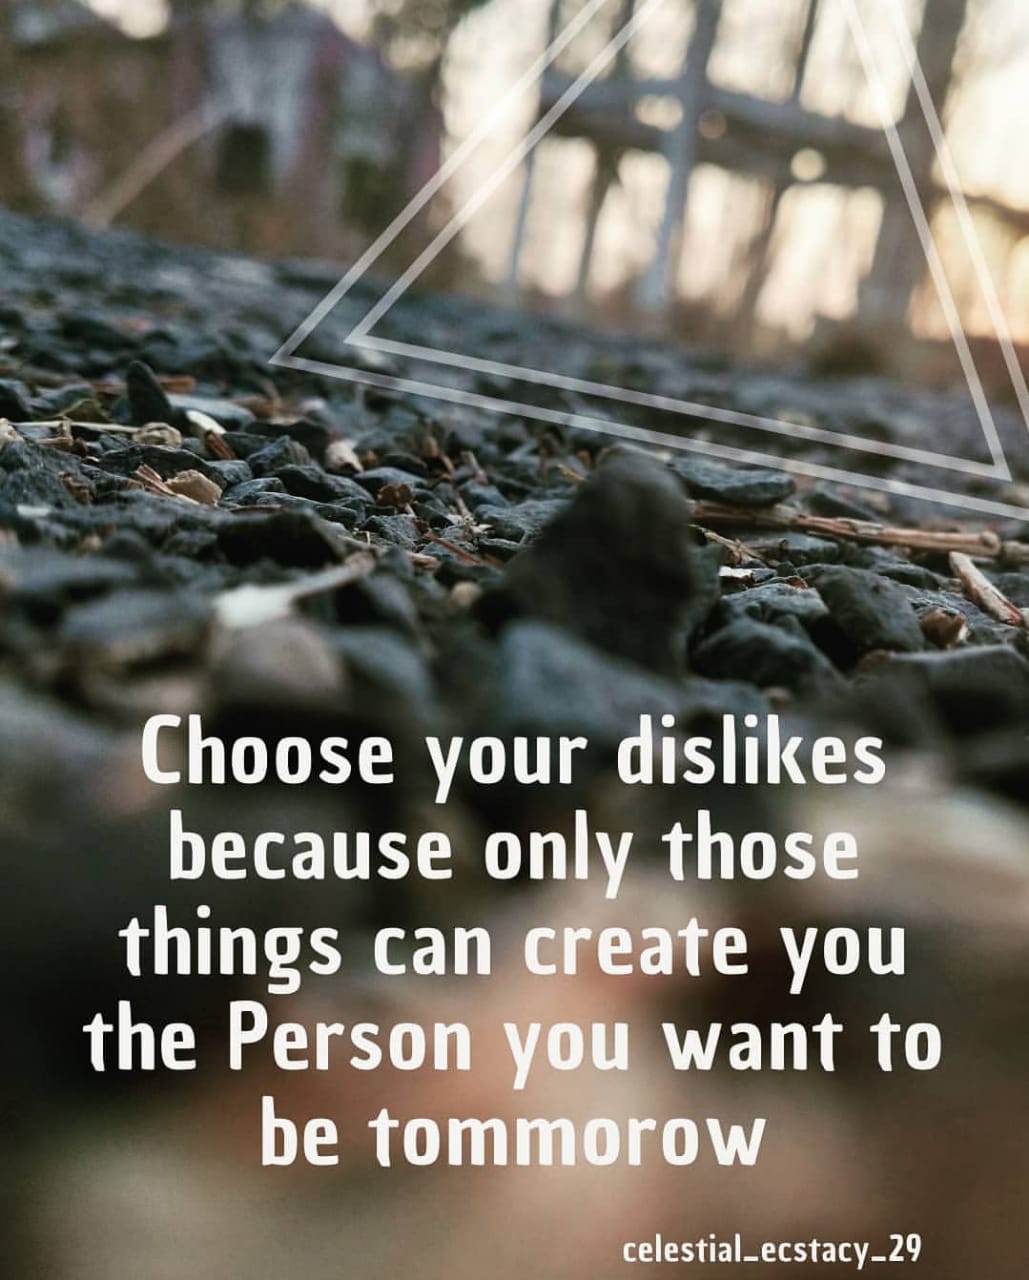 Choose your dislikes
because only those
things can create you
the Person you want to
be tommorow
celestial_ecstacy_29